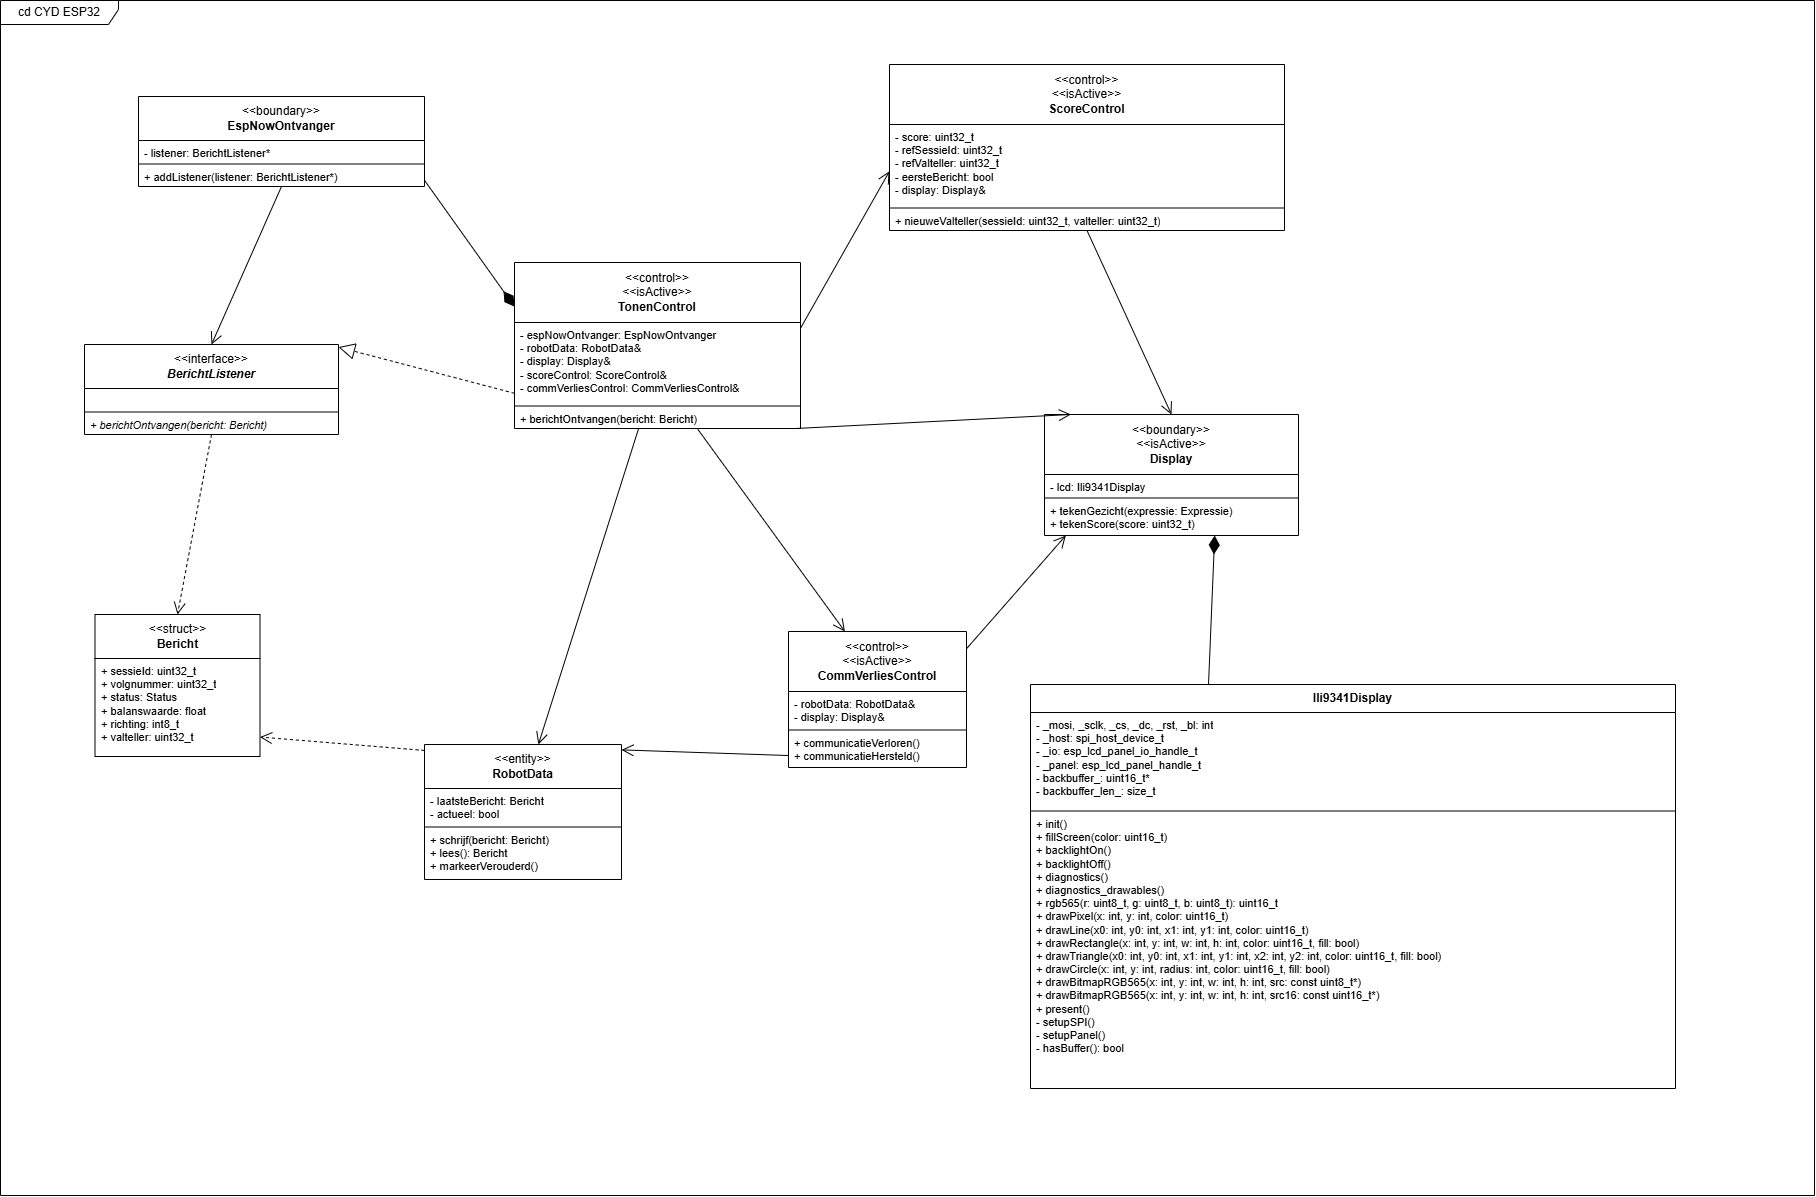 cd CYD ESP32
<<boundary>>
EspNowOntvanger
- listener: BerichtListener*
+ addListener(listener: BerichtListener*)
<<control>>
<<isActive>>
ScoreControl
- score: uint32_t
- refSessieId: uint32_t
- refValteller: uint32_t
- eersteBericht: bool
- display: Display&
+ nieuweValteller(sessieId: uint32_t, valteller: uint32_t)
<<control>>
<<isActive>>
TonenControl
- espNowOntvanger: EspNowOntvanger
- robotData: RobotData&
- display: Display&
- scoreControl: ScoreControl&
- commVerliesControl: CommVerliesControl&
+ berichtOntvangen(bericht: Bericht)
<<interface>>
BerichtListener
+ berichtOntvangen(bericht: Bericht)
<<boundary>>
<<isActive>>
Display
- lcd: Ili9341Display
+ tekenGezicht(expressie: Expressie)
+ tekenScore(score: uint32_t)
<<struct>>
Bericht
+ sessieId: uint32_t
+ volgnummer: uint32_t
+ status: Status
+ balanswaarde: float
+ richting: int8_t
+ valteller: uint32_t
<<control>>
<<isActive>>
CommVerliesControl
- robotData: RobotData&
- display: Display&
+ communicatieVerloren()
+ communicatieHersteld()
<<entity>>
RobotData
- laatsteBericht: Bericht
- actueel: bool
+ schrijf(bericht: Bericht)
+ lees(): Bericht
+ markeerVerouderd()
Ili9341Display
- _mosi, _sclk, _cs, _dc, _rst, _bl: int
- _host: spi_host_device_t
- _io: esp_lcd_panel_io_handle_t
- _panel: esp_lcd_panel_handle_t
- backbuffer_: uint16_t*
- backbuffer_len_: size_t
+ init()
+ fillScreen(color: uint16_t)
+ backlightOn()
+ backlightOff()
+ diagnostics()
+ diagnostics_drawables()
+ rgb565(r: uint8_t, g: uint8_t, b: uint8_t): uint16_t
+ drawPixel(x: int, y: int, color: uint16_t)
+ drawLine(x0: int, y0: int, x1: int, y1: int, color: uint16_t)
+ drawRectangle(x: int, y: int, w: int, h: int, color: uint16_t, fill: bool)
+ drawTriangle(x0: int, y0: int, x1: int, y1: int, x2: int, y2: int, color: uint16_t, fill: bool)
+ drawCircle(x: int, y: int, radius: int, color: uint16_t, fill: bool)
+ drawBitmapRGB565(x: int, y: int, w: int, h: int, src: const uint8_t*)
+ drawBitmapRGB565(x: int, y: int, w: int, h: int, src16: const uint16_t*)
+ present()
- setupSPI()
- setupPanel()
- hasBuffer(): bool